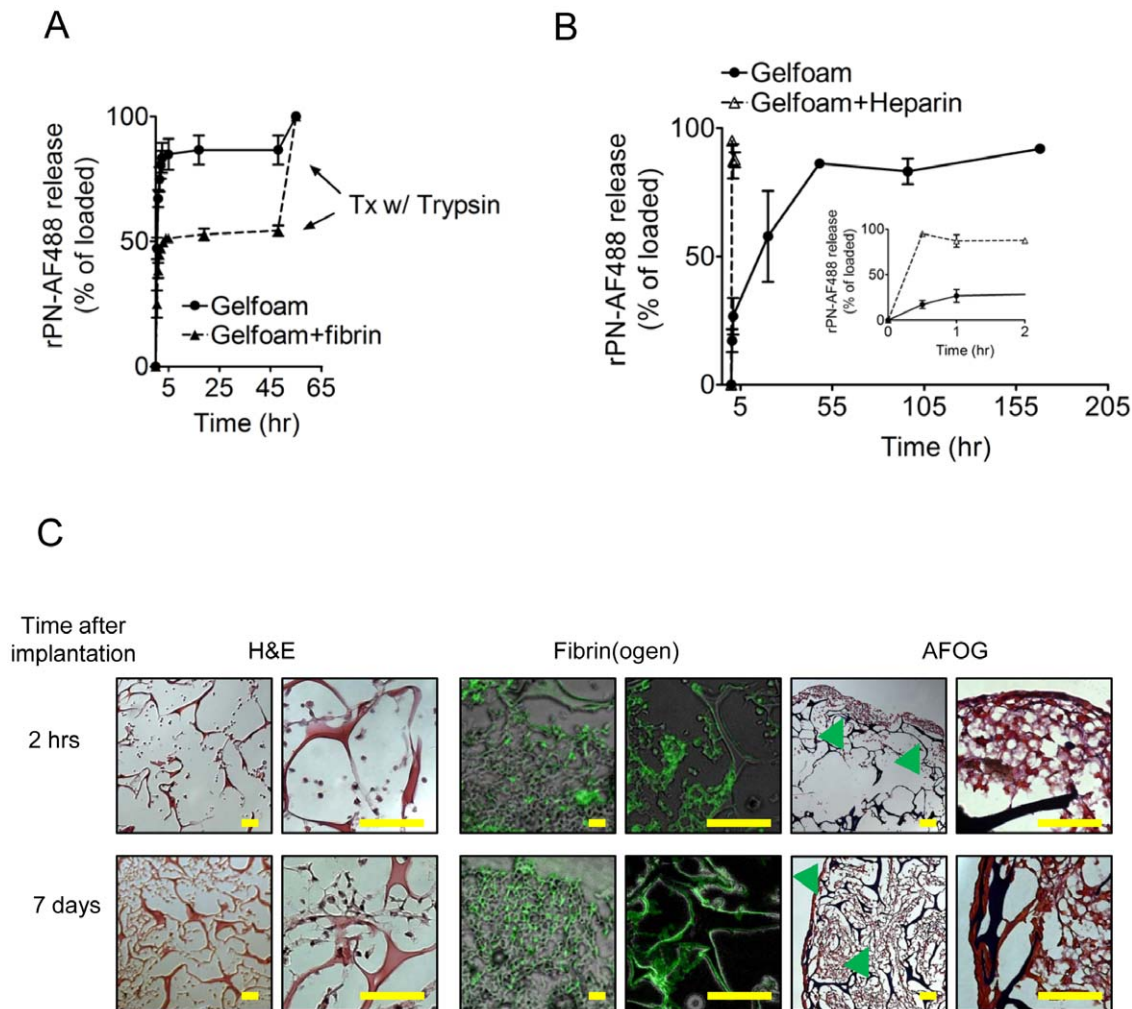 A
100
50
0
rPN-AF488 release
(% of loaded)
Tx w/ Trypsin
Gelfoam
Gelfoam+fibrin
5 25 45 65
Time (hr)
B
Gelfoam
Gelfoam+Heparin
100
50
0
rPN-AF488 release
(% of loaded)
100
50
0
rPN-AF488 release
(% of loaded)
0 1 2
Time (hr)
5 55 105 155 205
Time (hr)
C
Time after
implantation
H&E
Fibrin(ogen)
AFOG
2 hrs
7 days